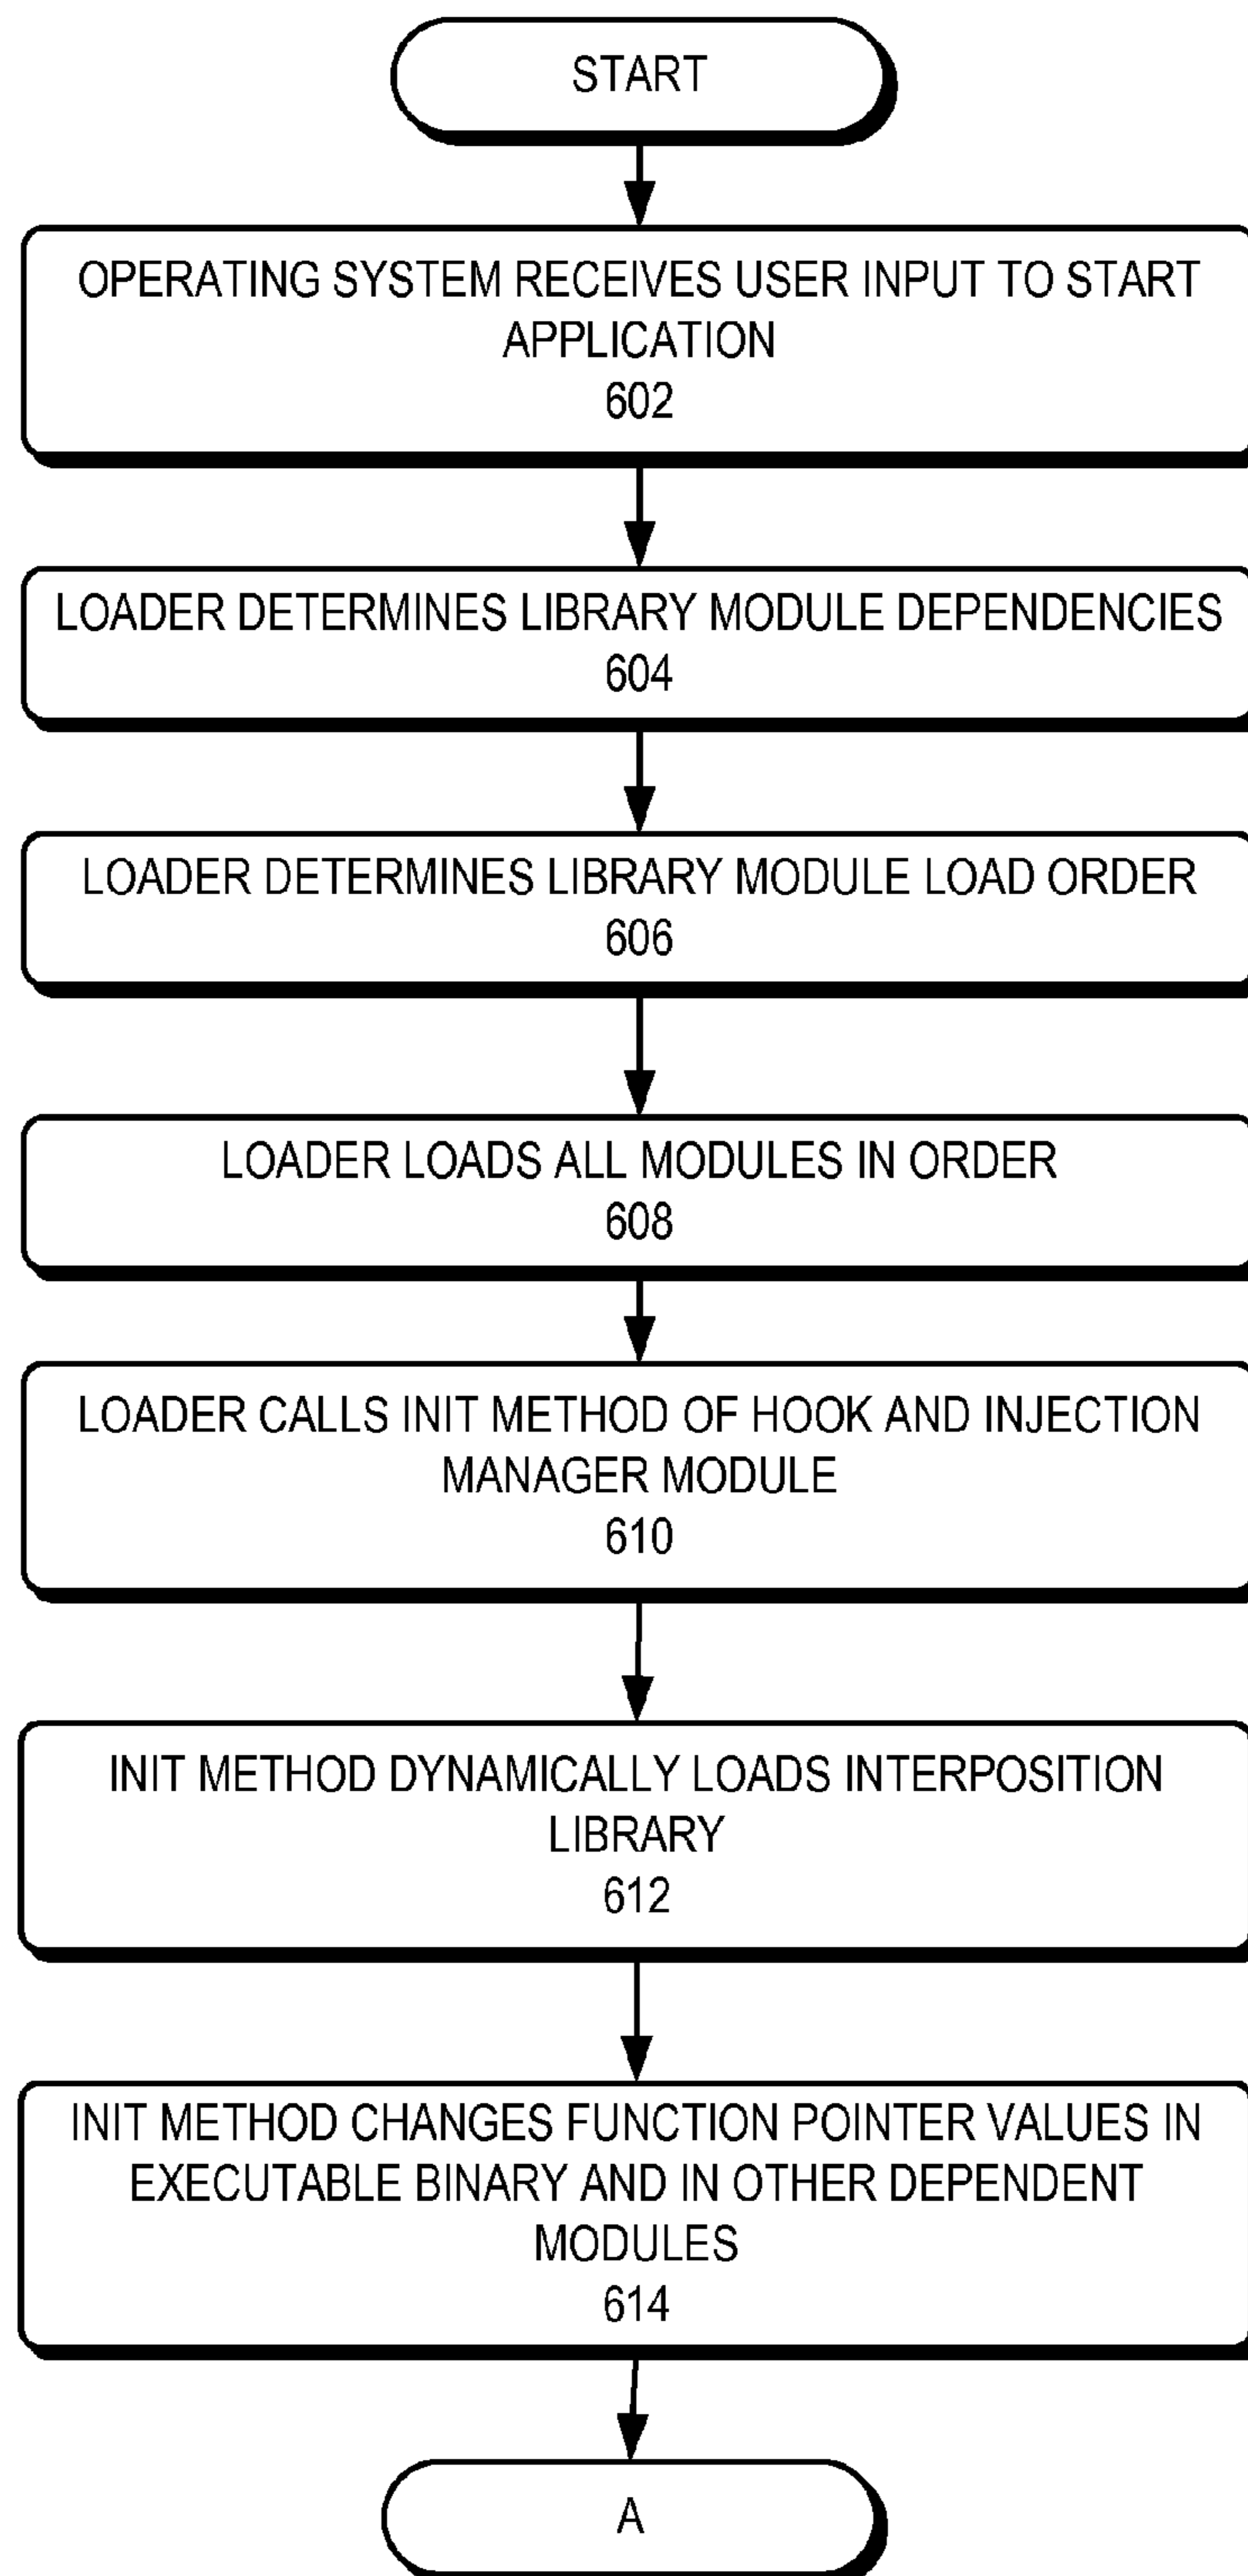 START
OPERATING SYSTEM RECEIVES USER INPUT TO START
APPLICATION
602
LOADER DETERMINES LIBRARY MODULE DEPENDENCIES
604
LOADER DETERMINES LIBRARY MODULE LOAD ORDER
606
LOADER LOADS ALL MODULES IN ORDER
608
LOADER CALLS INIT METHOD OF HOOK AND INJECTION
MANAGER MODULE
610
INIT METHOD DYNAMICALLY LOADS INTERPOSITION
LIBRARY
612
INIT METHOD CHANGES FUNCTION POINTER VALUES IN
EXECUTABLE BINARY AND IN OTHER DEPENDENT
MODULES
614
A